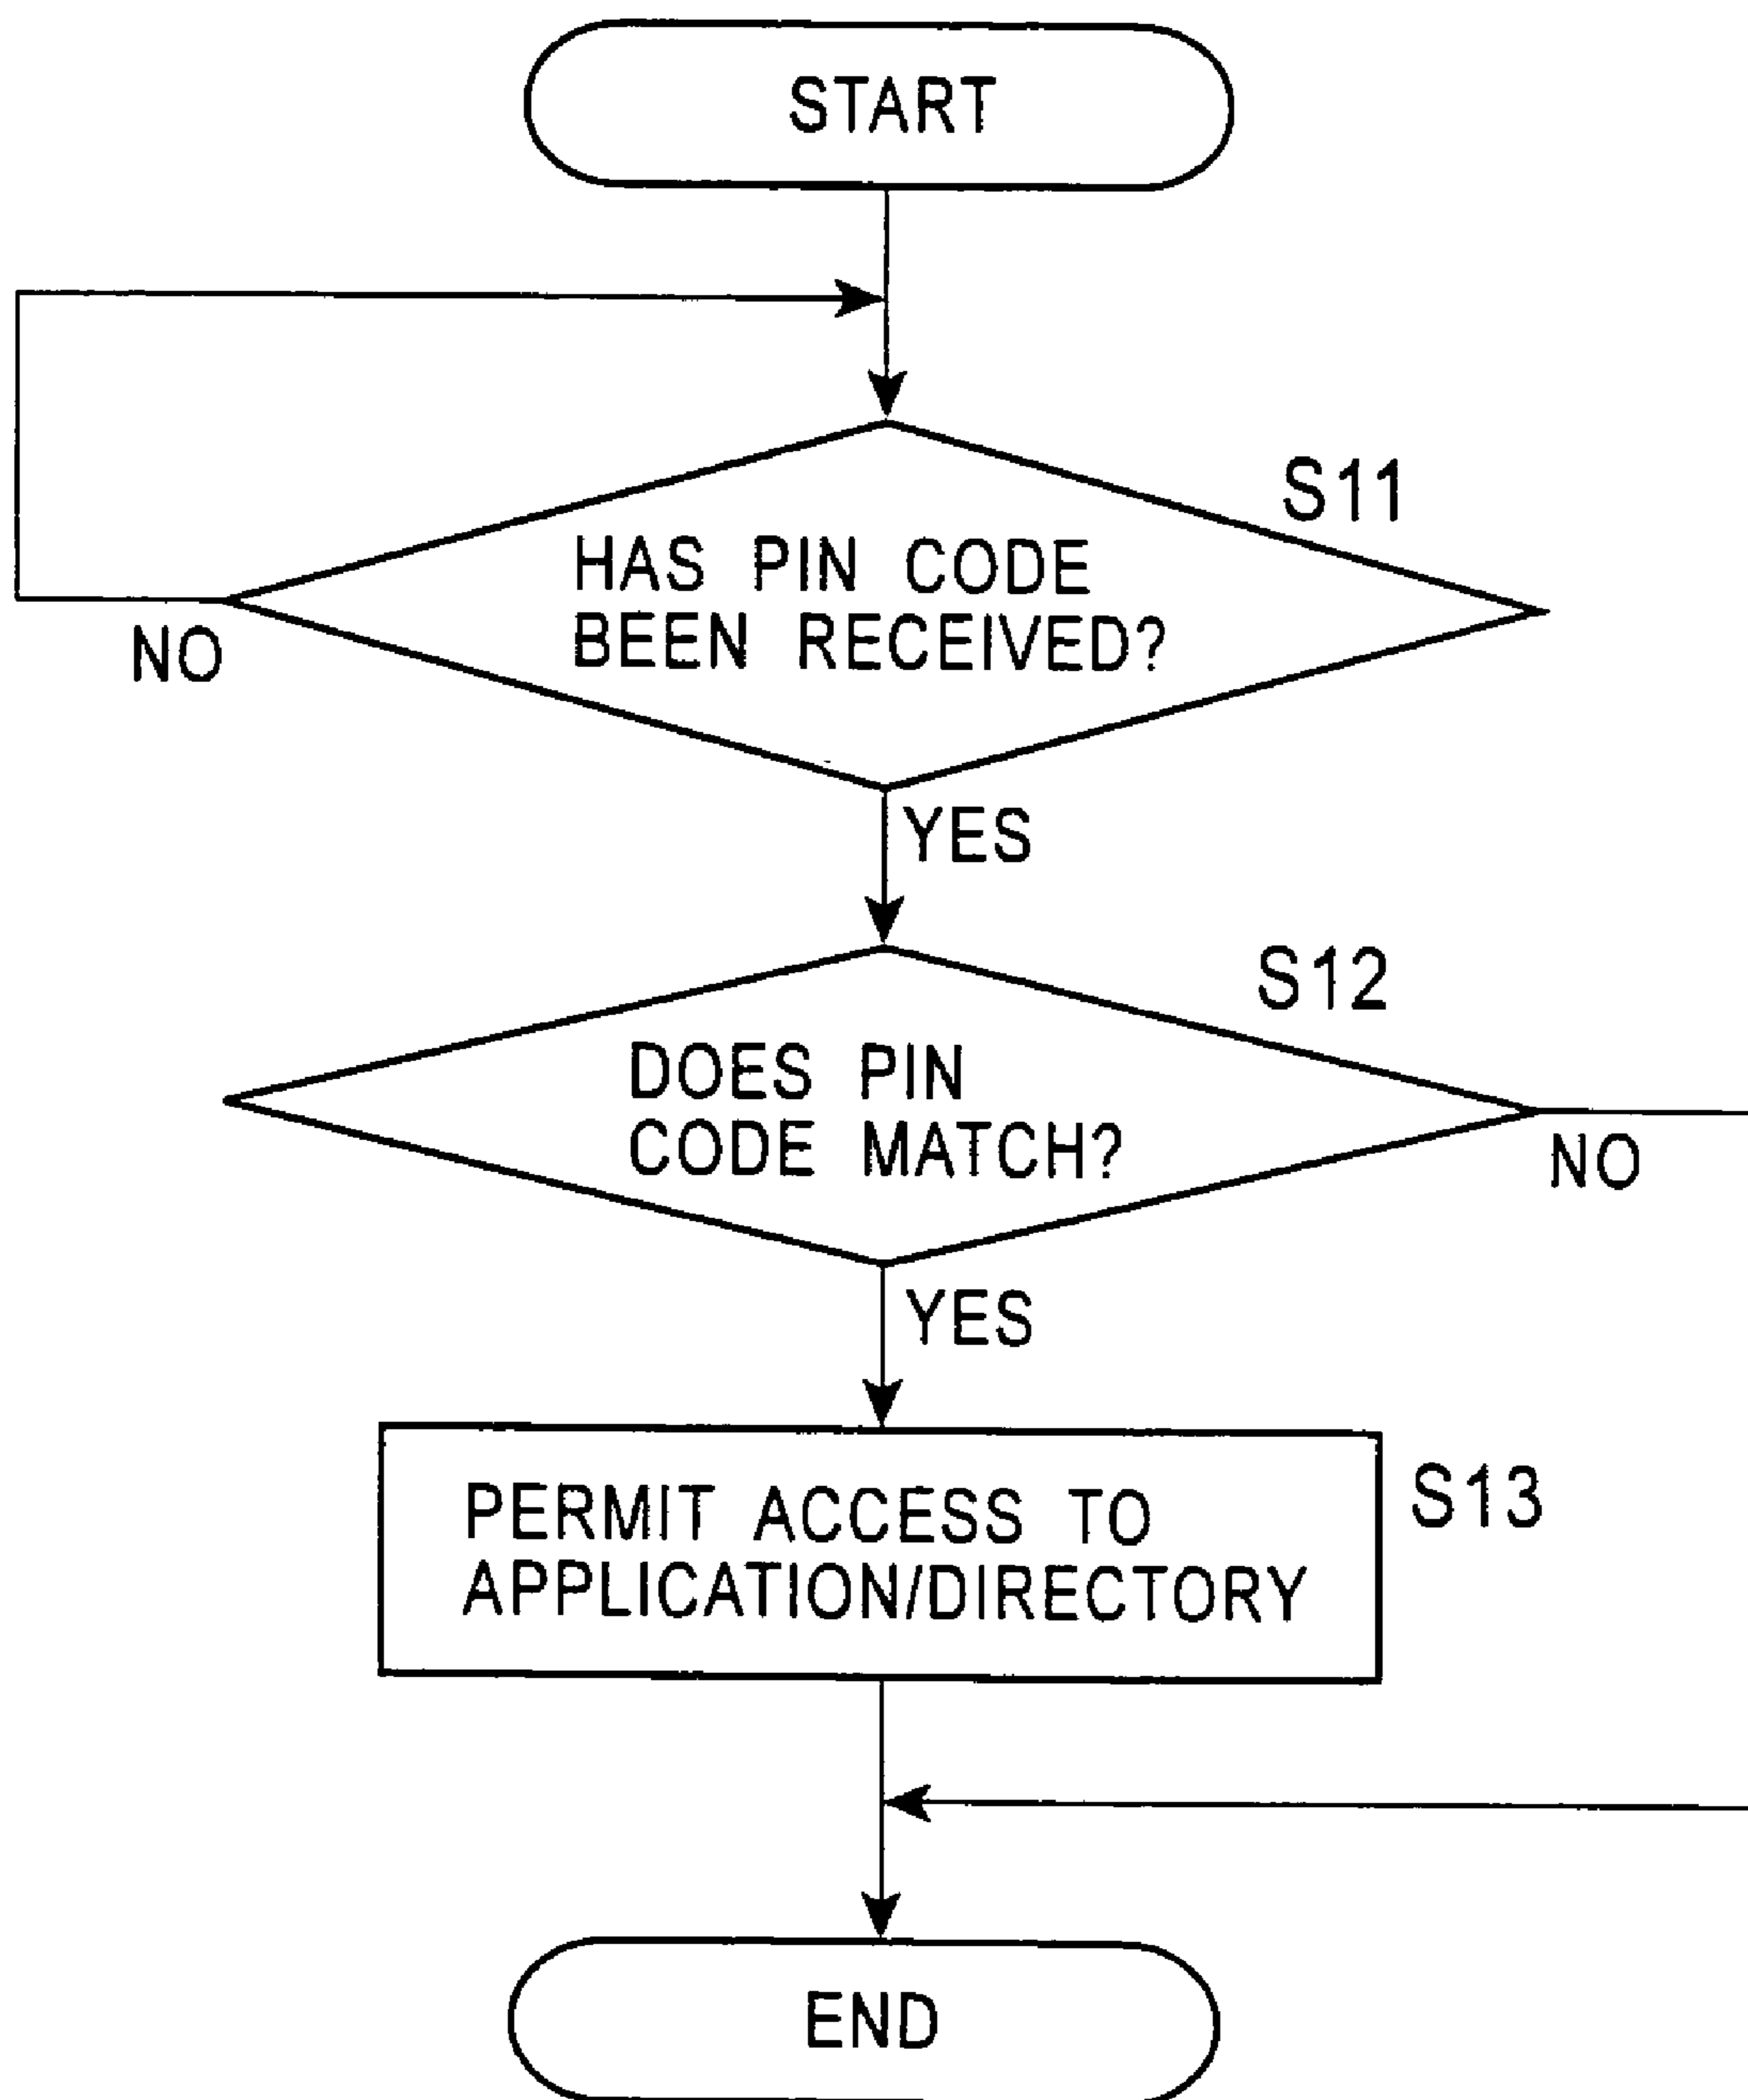 START
S11
HAS PIN CODE
BEEN RECEIVED?
NO
YES
S12
DOES PIN
CODE MATCH?
NO
YES
PERMIT ACCESS TO
APPLICATION/DIRECTORY
S13
END